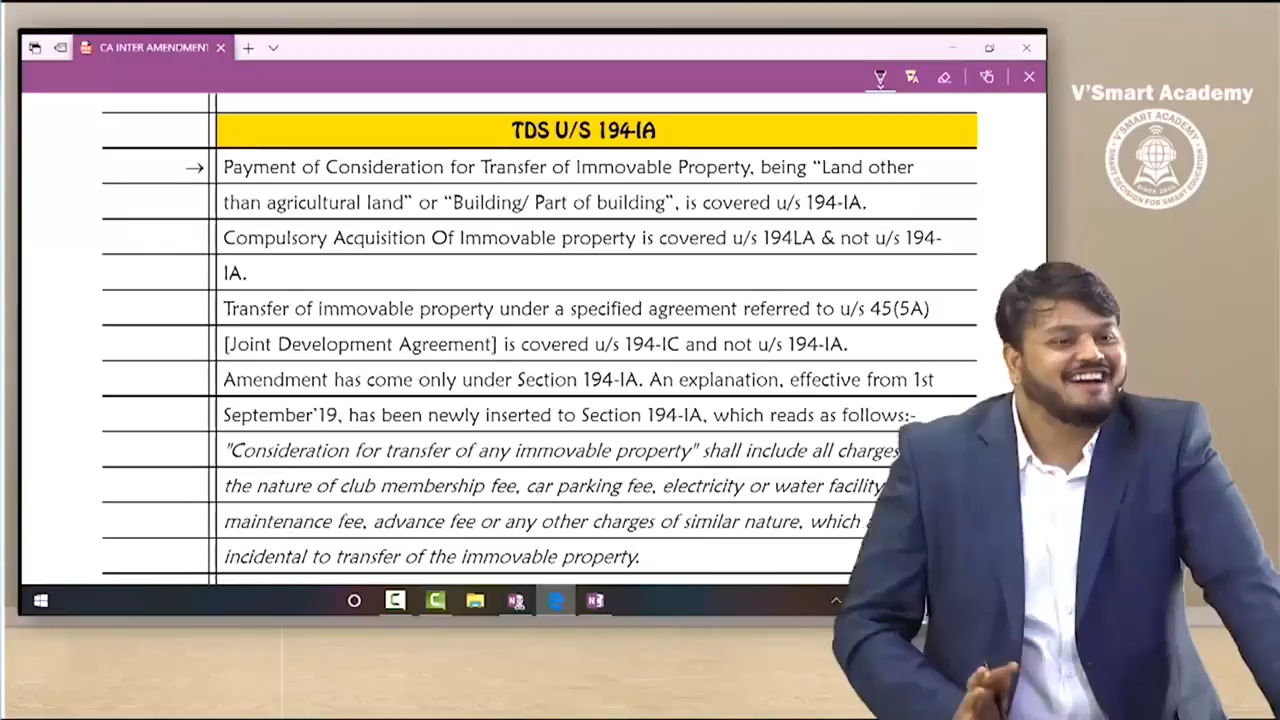 CA INTER AMENDMENT
V'Smart Academy
V'SMART ACADEMY
SMART DECISION FOR SMART EDUCATION
TDS U/S 194-IA
→ Payment of Consideration for Transfer of Immovable Property, being “Land other
than agricultural land” or “Building/ Part of building”, is covered u/s 194-IA.
Compulsory Acquisition Of Immovable property is covered u/s 194LA & not u/s 194-
IA.
Transfer of immovable property under a specified agreement referred to u/s 45(5A)
[Joint Development Agreement] is covered u/s 194-IC and not u/s 194-IA.
Amendment has come only under Section 194-IA. An explanation, effective from 1st
September’19, has been newly inserted to Section 194-IA, which reads as follows:-
"Consideration for transfer of any immovable property" shall include all charges
the nature of club membership fee, car parking fee, electricity or water facility
maintenance fee, advance fee or any other charges of similar nature, which
incidental to transfer of the immovable property.